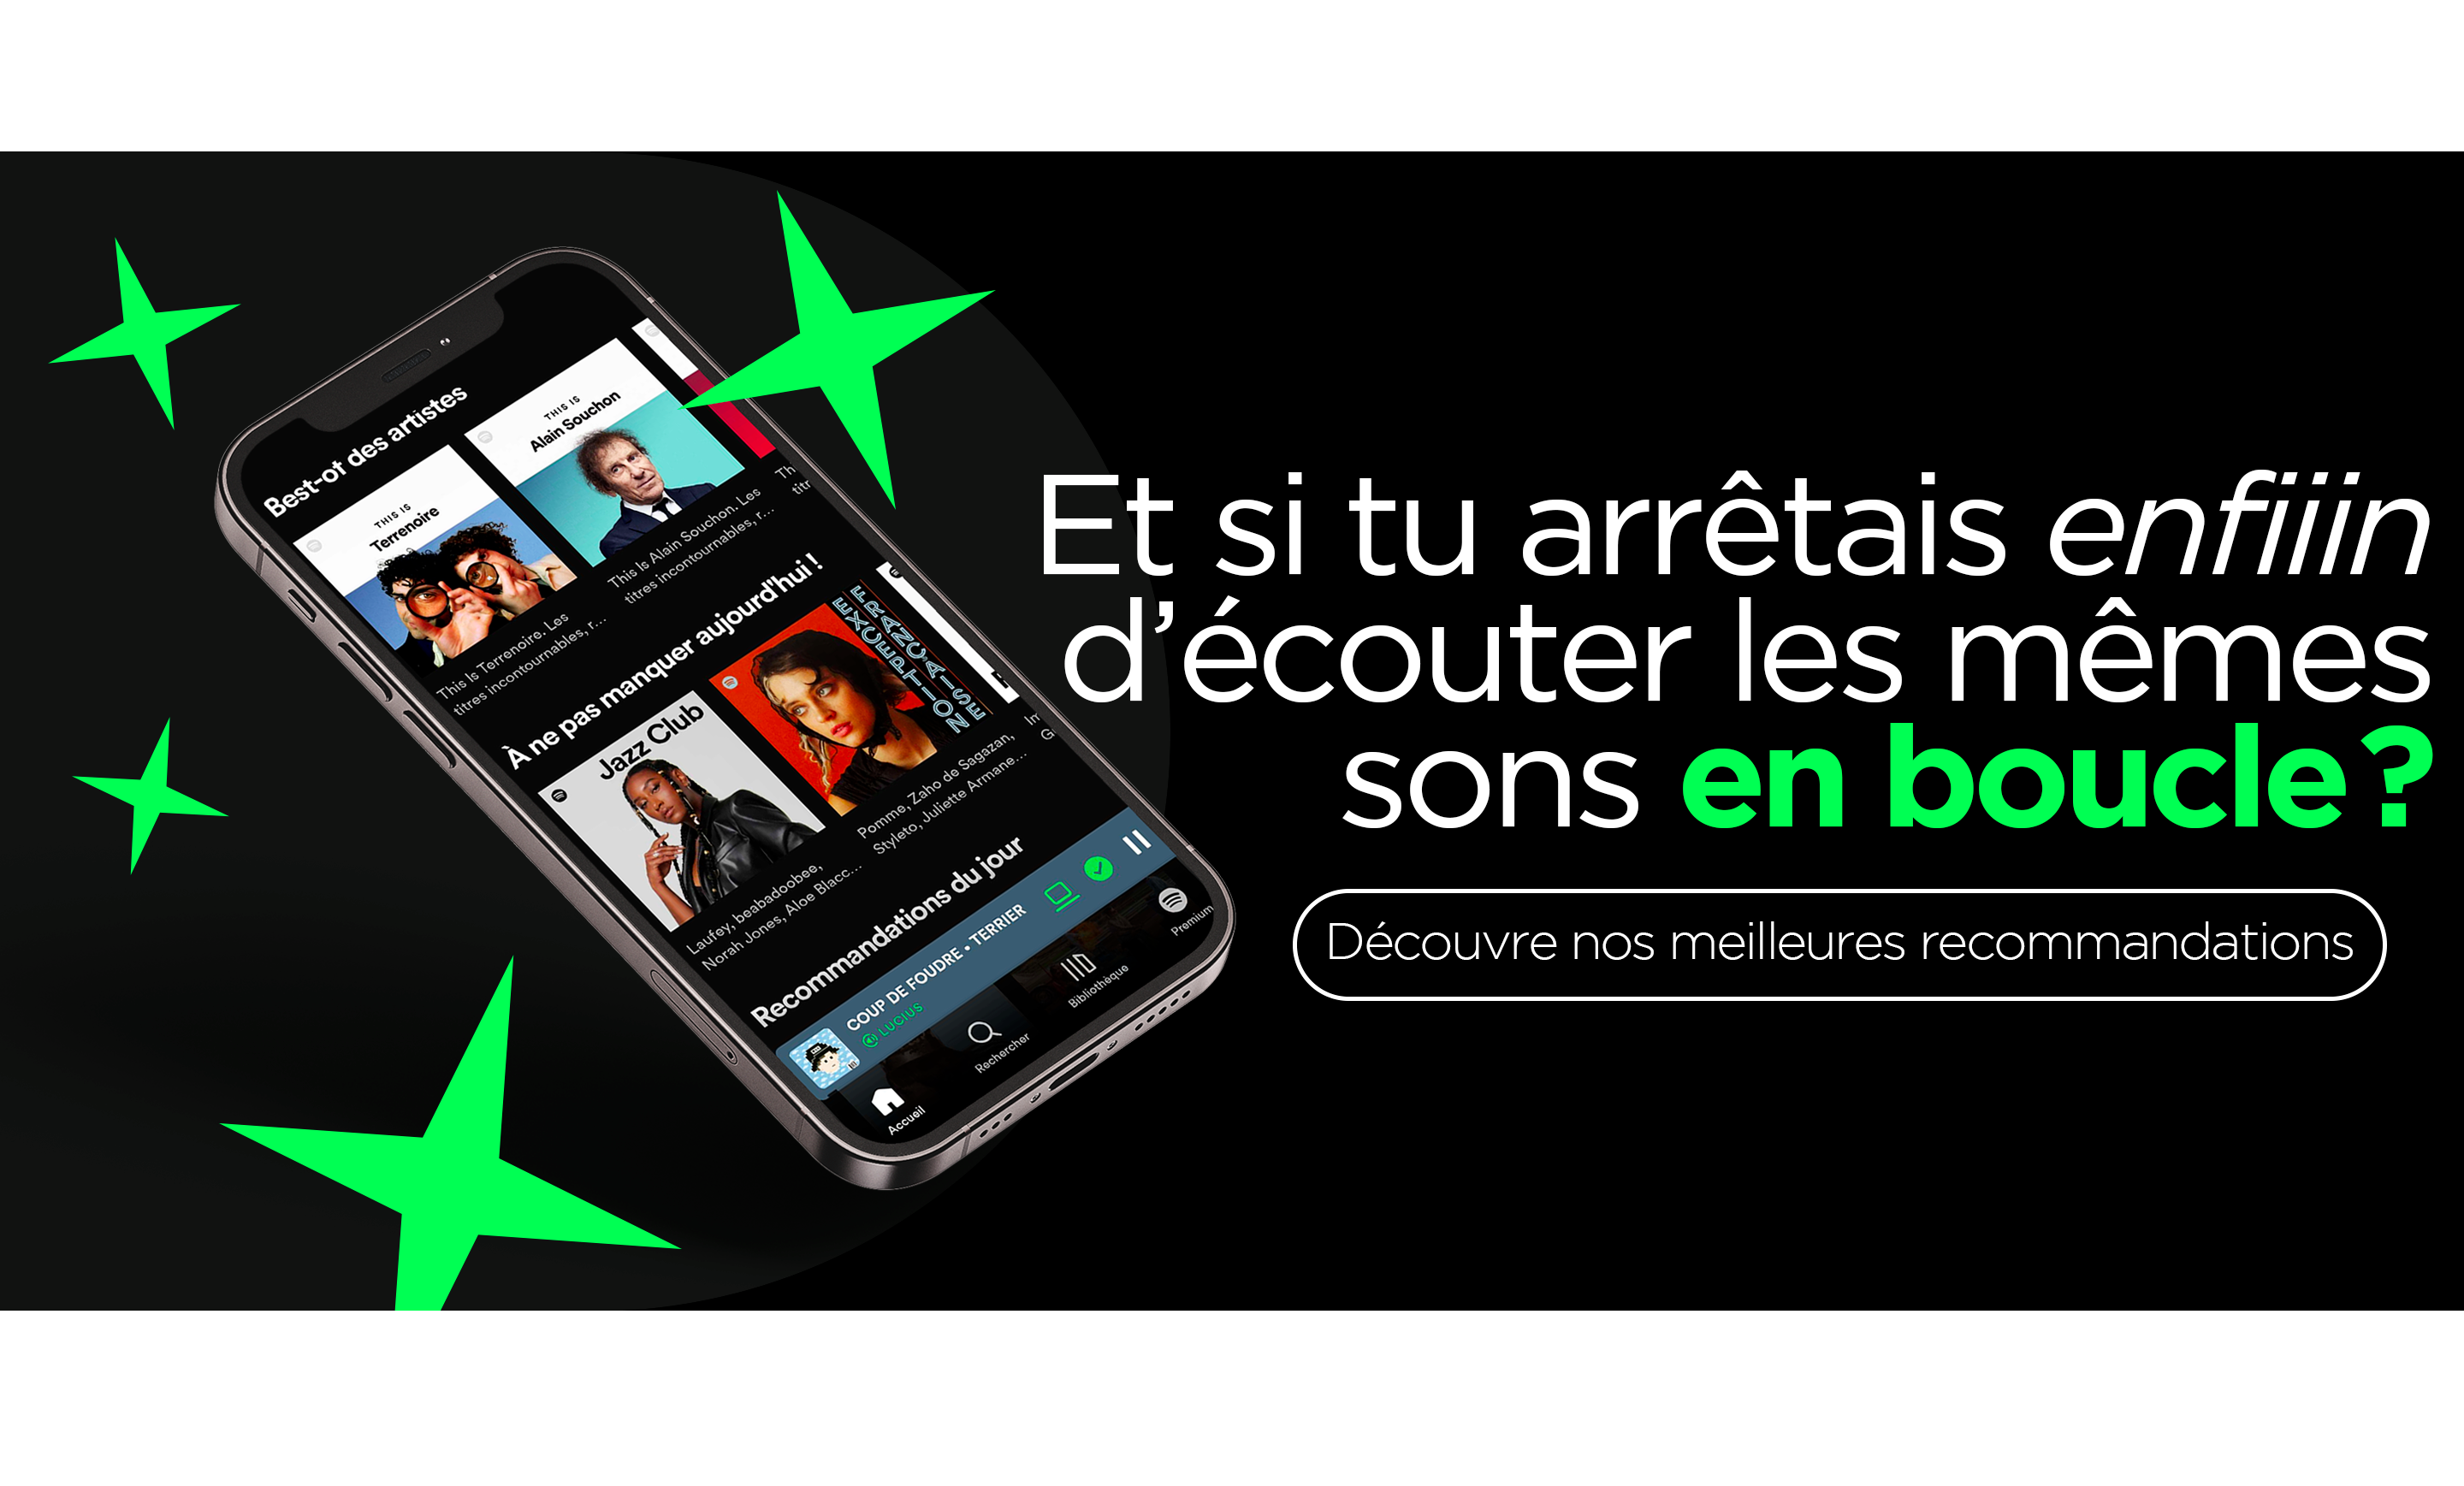 Best-of des artistes
THIS IS
Terrenoire
THIS IS
Alain Souchon
This Is Terrenoire. Les
titres incontournables, r...
This Is Alain Souchon. Les
titres incontournables, r...
Th
titr
À ne pas manquer aujourd'hui !
Jazz Club
EXCEPTION
FRANÇAISE
Laufey, beabadoobee,
Norah Jones, Aloe Blacc...
Pomme, Zaho de Sagazan,
Styleto, Juliette Armane...
Im
G
Recommandations du jour
COUP DE FOUDRE • TERRIER
LUCIUS
Accueil
Rechercher
Bibliothèque
Premium
Et si tu arrêtais enfiiin
d'écouter les mêmes
sons en boucle ?
Découvre nos meilleures recommandations